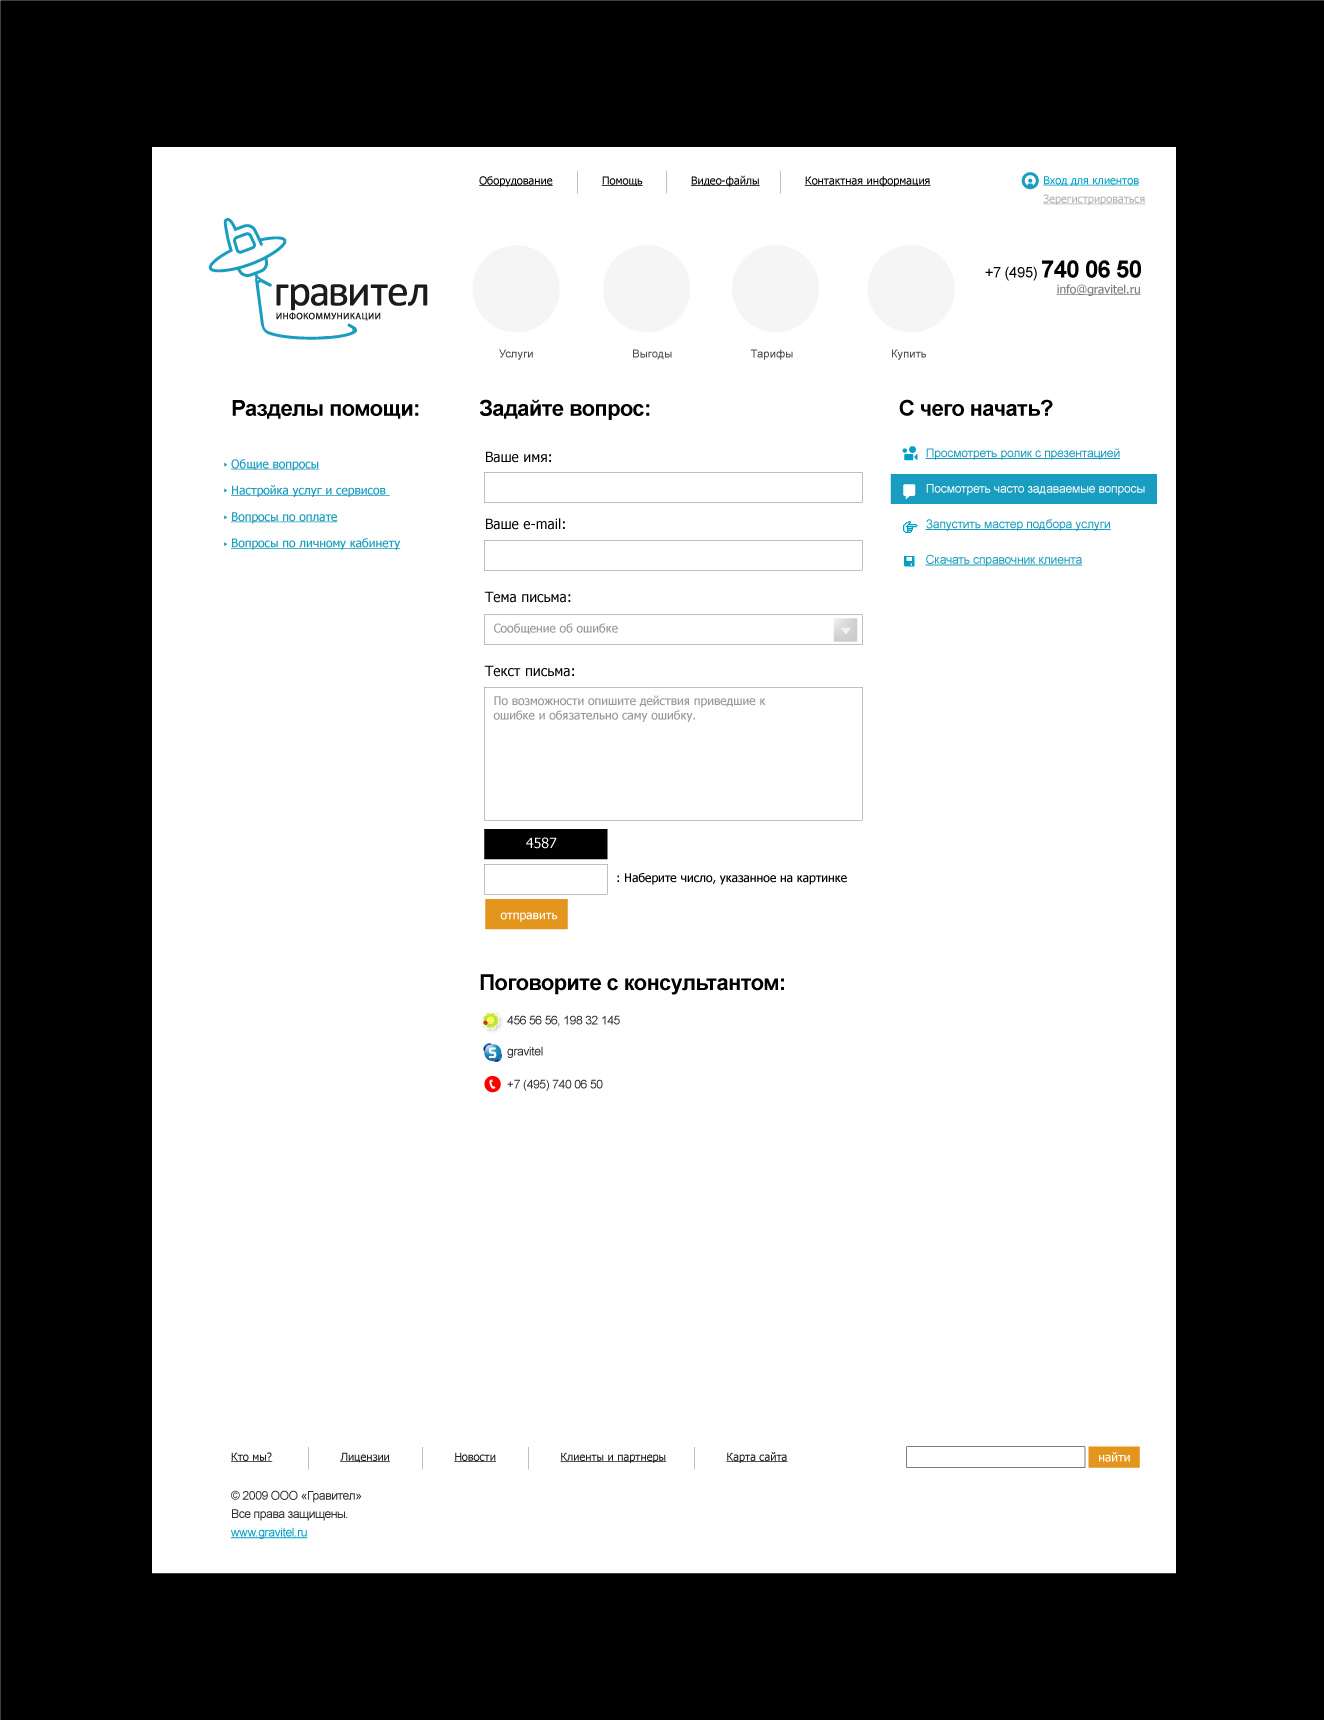 Оборудование
Помощь
Видео-файлы
Контактная информация
Вход для клиентов
Зерегистрироваться
гравител
ИНФОКОММУНИКАЦИИ
+7 (495) 740 06 50
info@gravitel.ru
Услуги
Выгоды
Тарифы
Купить
Разделы помощи:
Общие вопросы
Настройка услуг и сервисов
Вопросы по оплате
Вопросы по личному кабинету
Задайте вопрос:
Ваше имя:
Ваше e-mail:
Тема письма:
Сообщение об ошибке
Текст письма:
По возможности опишите действия приведшие к
ошибке и обязательно саму ошибку.
4587
: Наберите число, указанное на картинке
отправить
Поговорите с консультантом:
456 56 56, 198 32 145
gravitel
+7 (495) 740 06 50
С чего начать?
Просмотреть ролик с презентацией
Посмотреть часто задаваемые вопросы
Запустить мастер подбора услуги
Скачать справочник клиента
Кто мы?
Лицензии
Новости
Клиенты и партнеры
Карта сайта
найти
© 2009 ООО «Гравител»
Все права защищены.
www.gravitel.ru